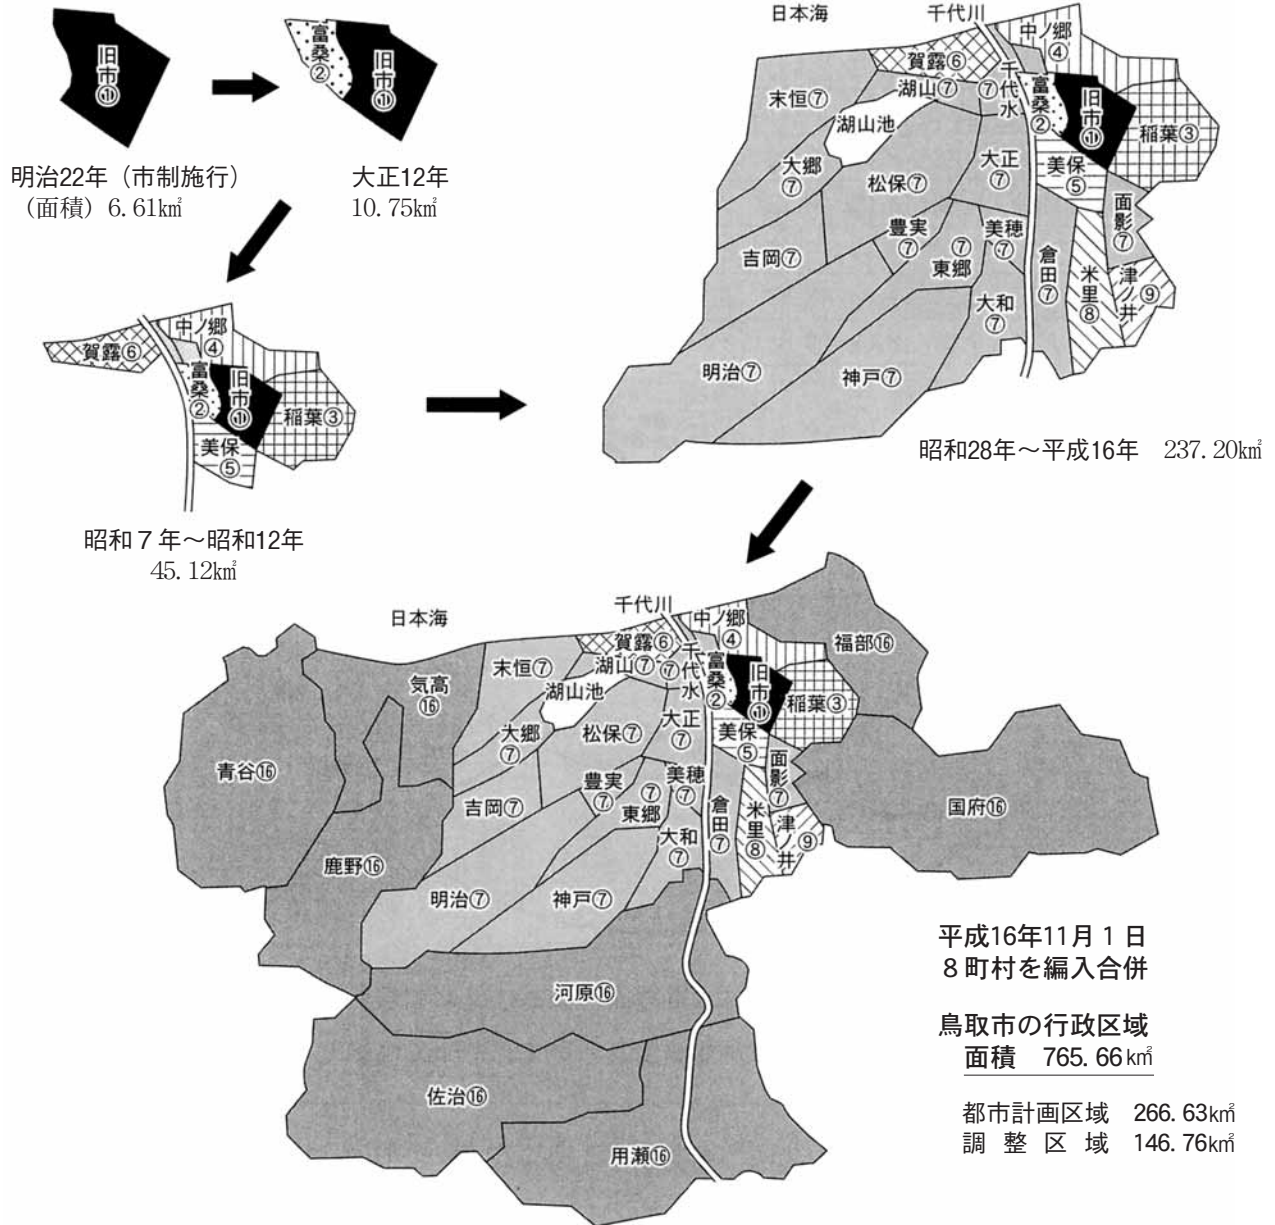 旧市①
明治22年（市制施行）
（面積）6.61km²
富桑②
旧市①
大正12年
10.75km²
賀露⑥
中ノ郷④
富桑②
旧市①
稲葉③
美保⑤
昭和７年～昭和12年
45.12km²
日本海
千代川
中ノ郷④
賀露⑥
千代水⑦
富桑②
旧市①
稲葉③
末恒⑦
湖山⑦
湖山池
大郷⑦
松保⑦
大正⑦
美保⑤
面影⑦
豊実⑦
美穂⑦
吉岡⑦
東郷⑦
倉田⑦
米里⑧
津ノ井⑨
大和⑦
明治⑦
神戸⑦
昭和28年～平成16年　237.20km²
日本海
千代川
中ノ郷④
福部⑯
賀露⑥
千代水⑦
富桑②
旧市①
稲葉③
気高⑯
末恒⑦
湖山⑦
湖山池
大郷⑦
松保⑦
大正⑦
美保⑤
面影⑦
青谷⑯
豊実⑦
美穂⑦
吉岡⑦
東郷⑦
倉田⑦
米里⑧
津ノ井⑨
国府⑯
大和⑦
鹿野⑯
明治⑦
神戸⑦
河原⑯
佐治⑯
用瀬⑯
平成16年11月１日
８町村を編入合併
鳥取市の行政区域
面積　765.66km²
都市計画区域　266.63km²
調整区域　146.76km²